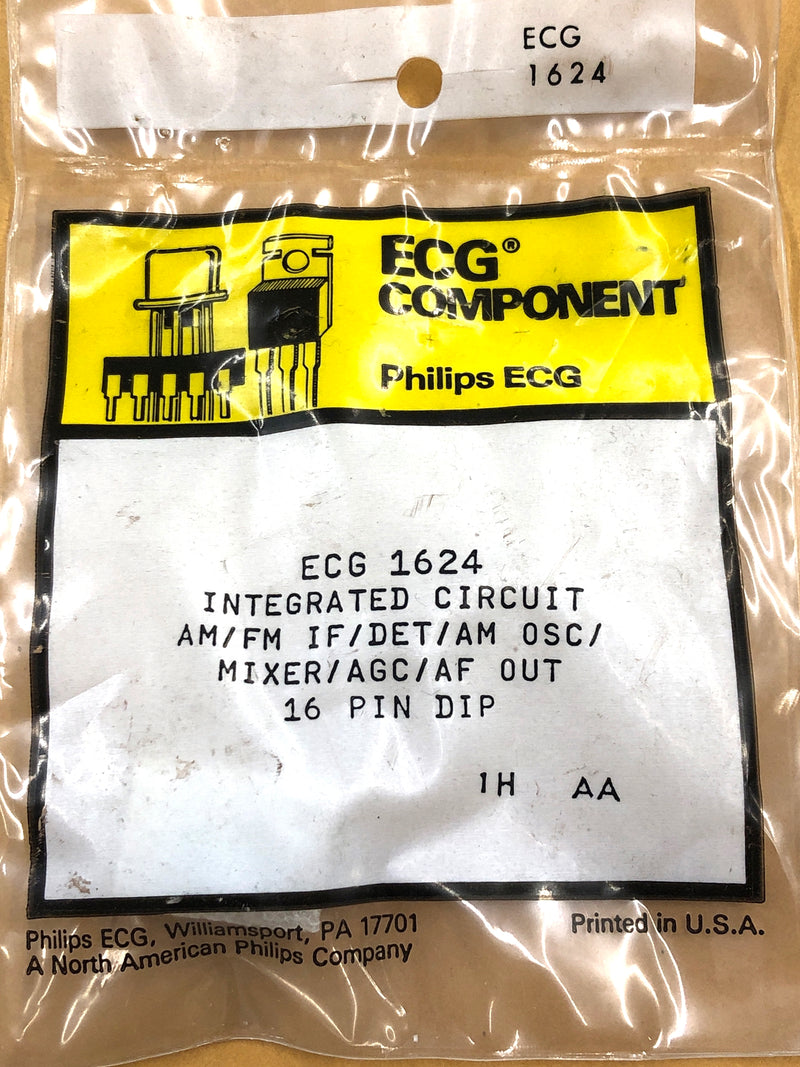 ECG
1624
ECG®
COMPONENT
Philips ECG
ECG 1624
INTEGRATED CIRCUIT
AM/FM IF/DET/AM OSC/
MIXER/AGC/AF OUT
16 PIN DIP
1H AA
Philips ECG, Williamsport, PA 17701
A North American Philips Company
Printed in U.S.A.